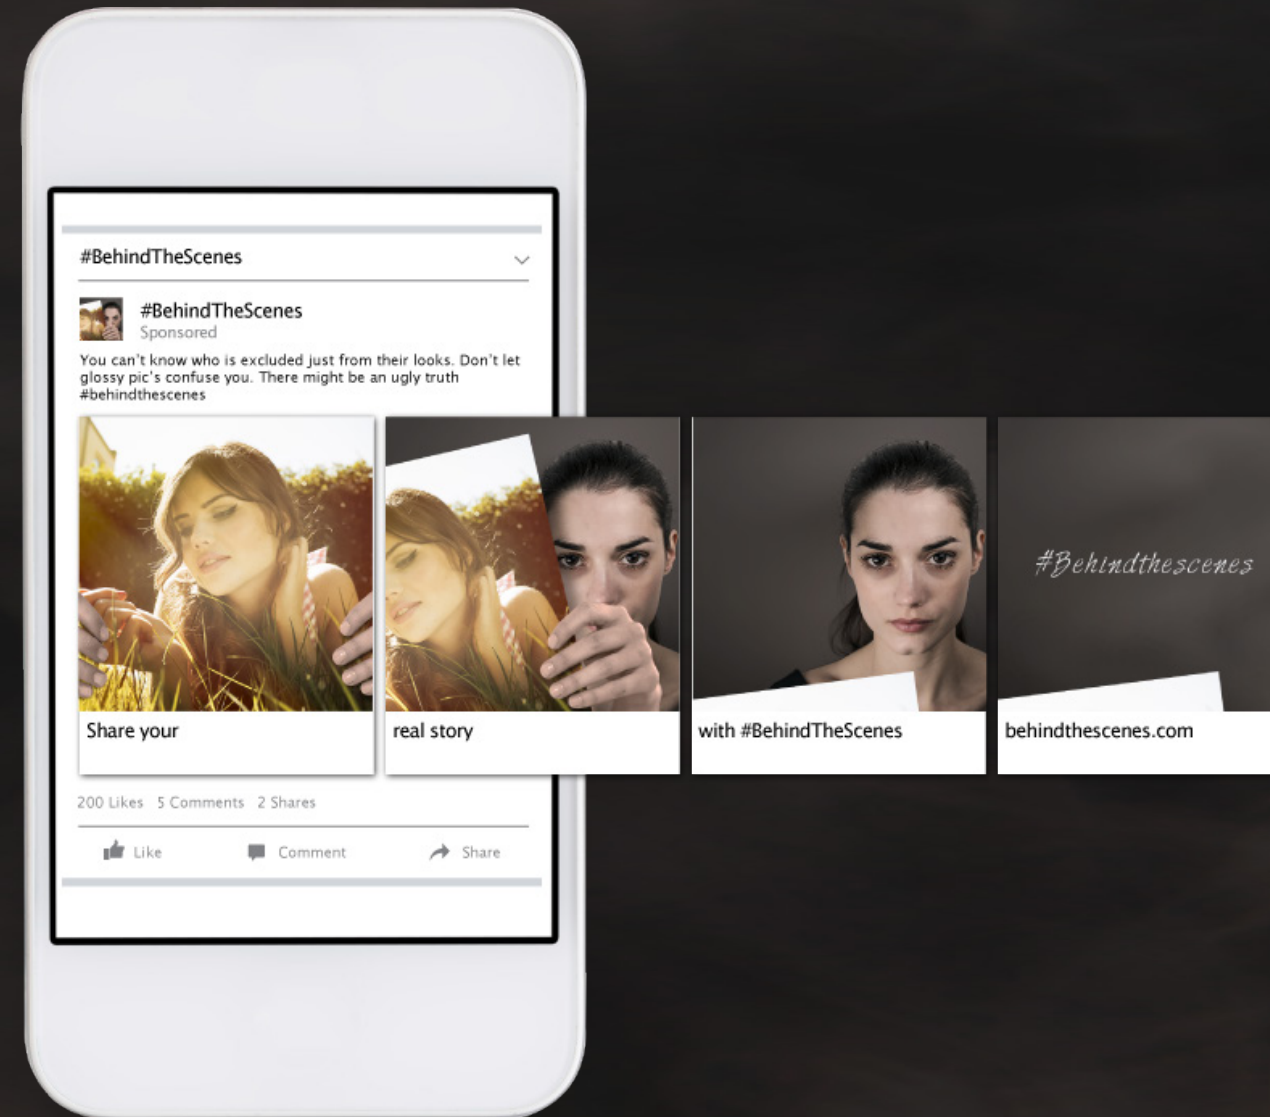 #BehindTheScenes
#BehindTheScenes
Sponsored
You can't know who is excluded just from their looks. Don't let
glossy pic's confuse you. There might be an ugly truth
#behindthescenes
#Behindthescenes
Share your
real story
with #BehindTheScenes
behindthescenes.com
200 Likes 5 Comments 2 Shares
Like
Comment
Share